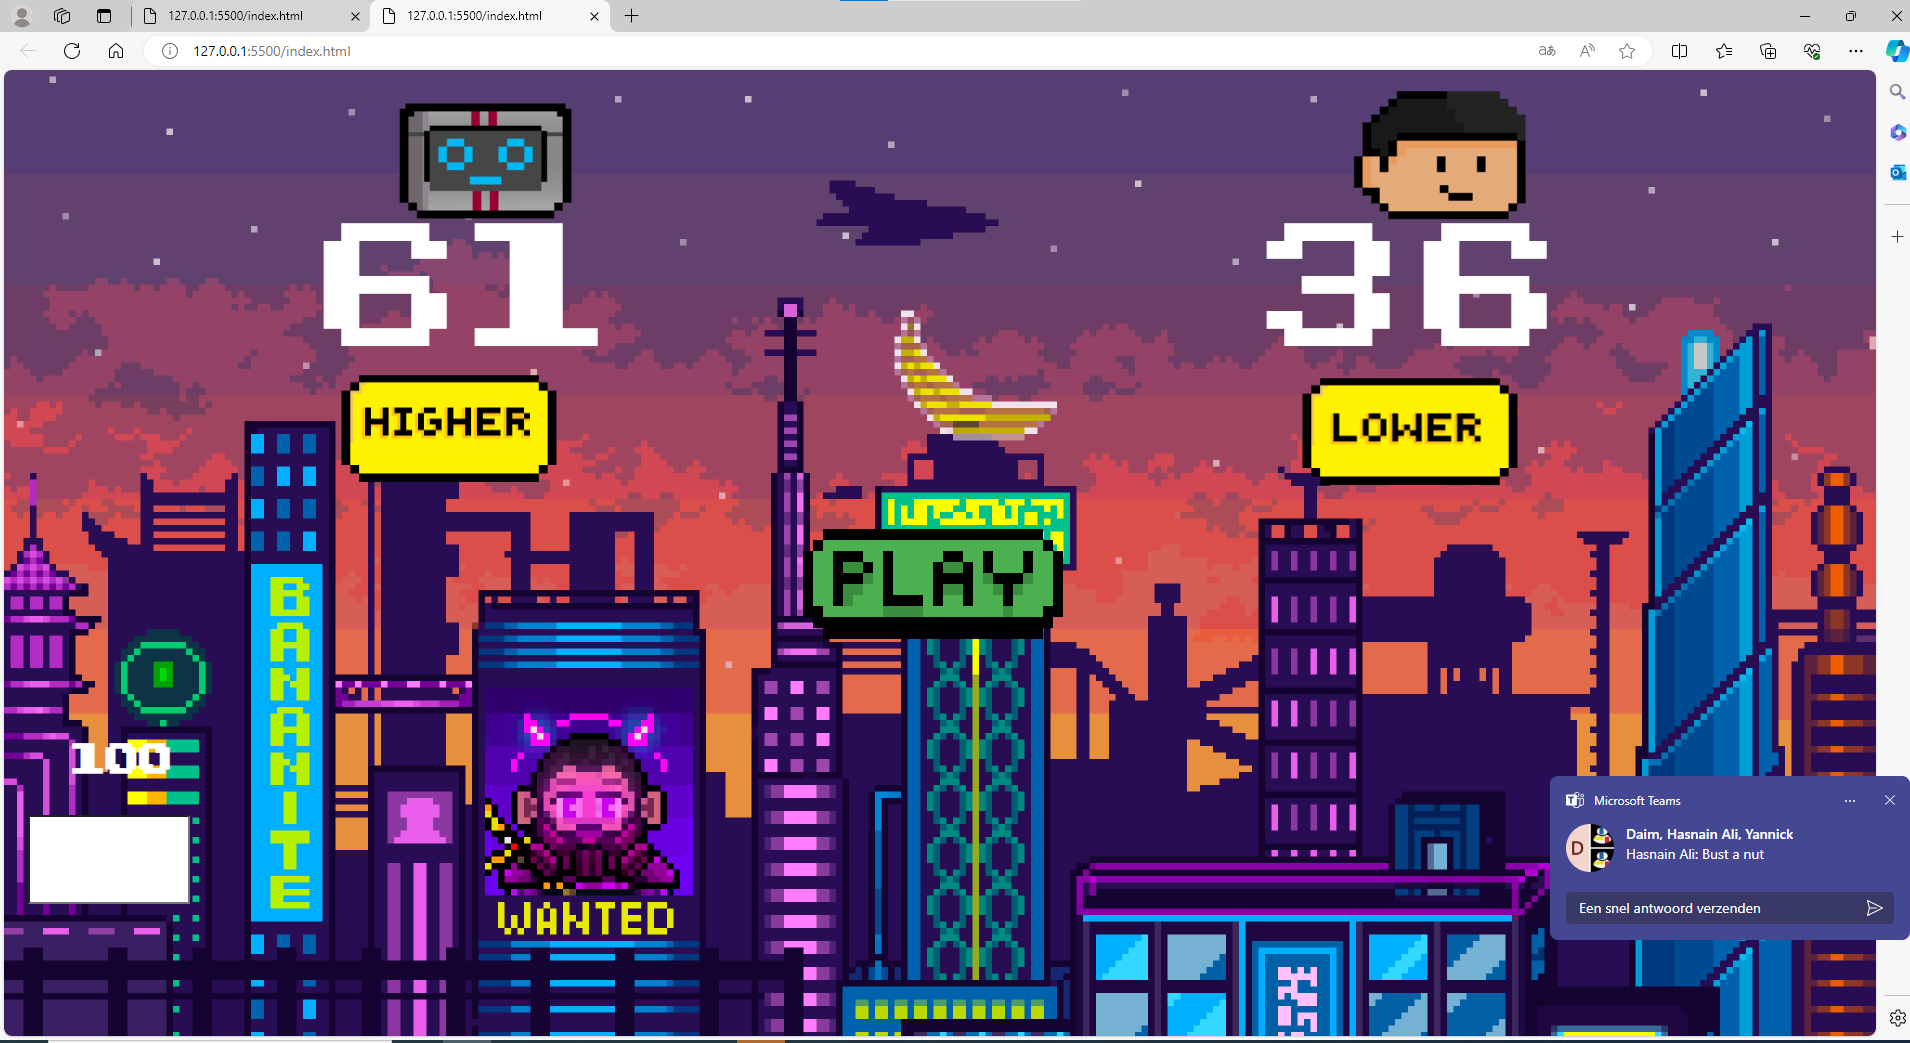 127.0.0.1:5500/index.html
127.0.0.1:5500/index.html
127.0.0.1:5500/index.html
61
36
HIGHER
LOWER
PLAY
BANANITE
100
WANTED
Microsoft Teams
Daim, Hasnain Ali, Yannick
D
Hasnain Ali: Bust a nut
Een snel antwoord verzenden